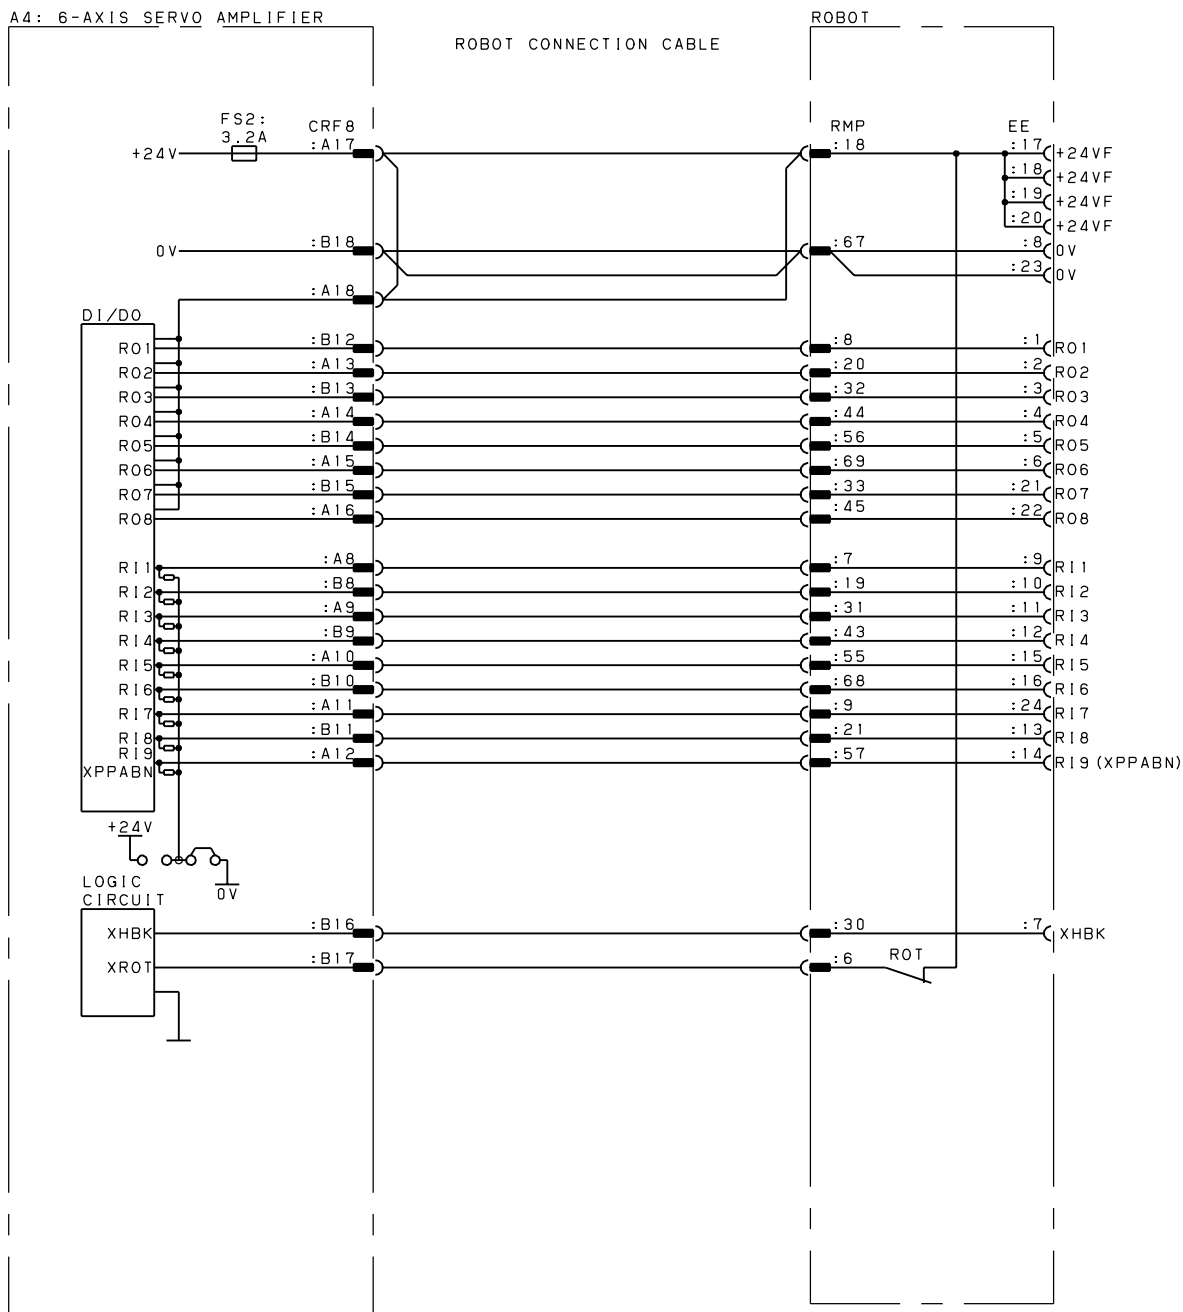 A4: 6-AXIS SERVO AMPLIFIER
ROBOT
ROBOT CONNECTION CABLE
FS2:
3.2A
CRF8
RMP
EE
+24V :A17 :18 :17 +24VF
:18 +24VF
:19 +24VF
:20 +24VF
0V :B18 :67 :8 0V
:23 0V
:A18
DI/DO
RO1 :B12 :8 :1 RO1
RO2 :A13 :20 :2 RO2
RO3 :B13 :32 :3 RO3
RO4 :A14 :44 :4 RO4
RO5 :B14 :56 :5 RO5
RO6 :A15 :69 :6 RO6
RO7 :B15 :33 :21 RO7
RO8 :A16 :45 :22 RO8
RI1 :A8 :7 :9 RI1
RI2 :B8 :19 :10 RI2
RI3 :A9 :31 :11 RI3
RI4 :B9 :43 :12 RI4
RI5 :A10 :55 :15 RI5
RI6 :B10 :68 :16 RI6
RI7 :A11 :9 :24 RI7
RI8 :B11 :21 :13 RI8
RI9 :A12 :57 :14 RI9(XPPABN)
XPPABN
+24V
0V
LOGIC
CIRCUIT
XHBK :B16 :30 :7 XHBK
XROT :B17 :6 ROT